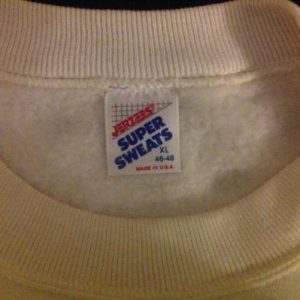 JERZEES
SUPER
SWEATS
XL
46-48
MADE IN U.S.A.